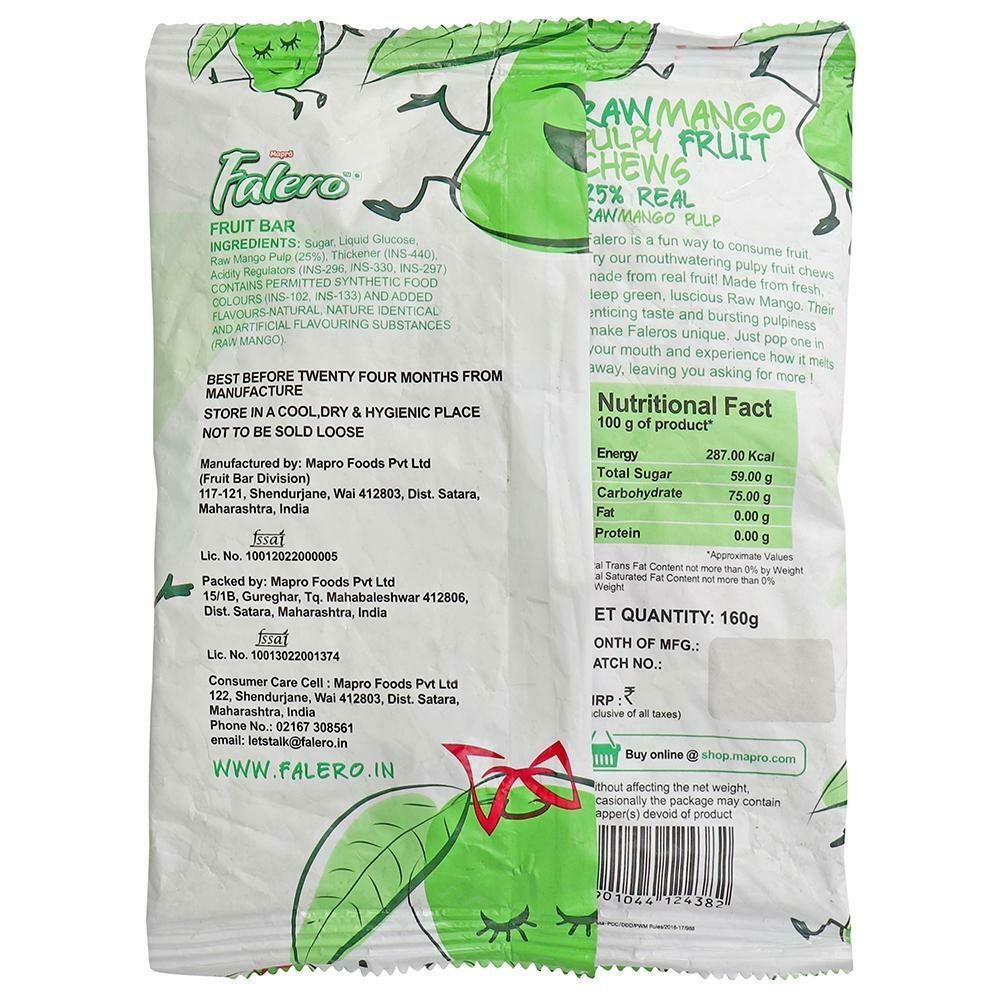 Mapro
Falero
FRUIT BAR
INGREDIENTS: Sugar, Liquid Glucose,
Raw Mango Pulp (25%), Thickener (INS-440),
Acidity Regulators (INS-296, INS-330, INS-297)
CONTAINS PERMITTED SYNTHETIC FOOD
COLOURS (INS-102, INS-133) AND ADDED
FLAVOURS-NATURAL, NATURE IDENTICAL
AND ARTIFICIAL FLAVOURING SUBSTANCES
(RAW MANGO).
BEST BEFORE TWENTY FOUR MONTHS FROM
MANUFACTURE
STORE IN A COOL,DRY & HYGIENIC PLACE
NOT TO BE SOLD LOOSE
Manufactured by: Mapro Foods Pvt Ltd
(Fruit Bar Division)
117-121, Shendurjane, Wai 412803, Dist. Satara,
Maharashtra, India
fssai
Lic. No. 10012022000005
Packed by: Mapro Foods Pvt Ltd
15/1B, Gureghar, Tq. Mahabaleshwar 412806,
Dist. Satara, Maharashtra, India
fssai
Lic. No. 10013022001374
Consumer Care Cell : Mapro Foods Pvt Ltd
122, Shendurjane, Wai 412803, Dist. Satara,
Maharashtra, India
Phone No.: 02167 308561
email: letstalk@falero.in
WWW.FALERO.IN
RAW MANGO
PULPY FRUIT
CHEWS
25% REAL
RAW MANGO PULP
alero is a fun way to consume fruit.
ry our mouthwatering pulpy fruit chews
made from real fruit! Made from fresh,
deep green, luscious Raw Mango. Their
enticing taste and bursting pulpiness
make Faleros unique. Just pop one in
your mouth and experience how it melts
away, leaving you asking for more !
Nutritional Fact
100 g of product*
Energy 287.00 Kcal
Total Sugar 59.00 g
Carbohydrate 75.00 g
Fat 0.00 g
Protein 0.00 g
*Approximate Values
al Trans Fat Content not more than 0% by Weight
al Saturated Fat Content not more than 0%
Weight
ET QUANTITY: 160g
ONTH OF MFG.:
ATCH NO.:
RP : ₹
clusive of all taxes)
Buy online @ shop.mapro.com
ithout affecting the net weight,
casionally the package may contain
apper(s) devoid of product
901044 124382